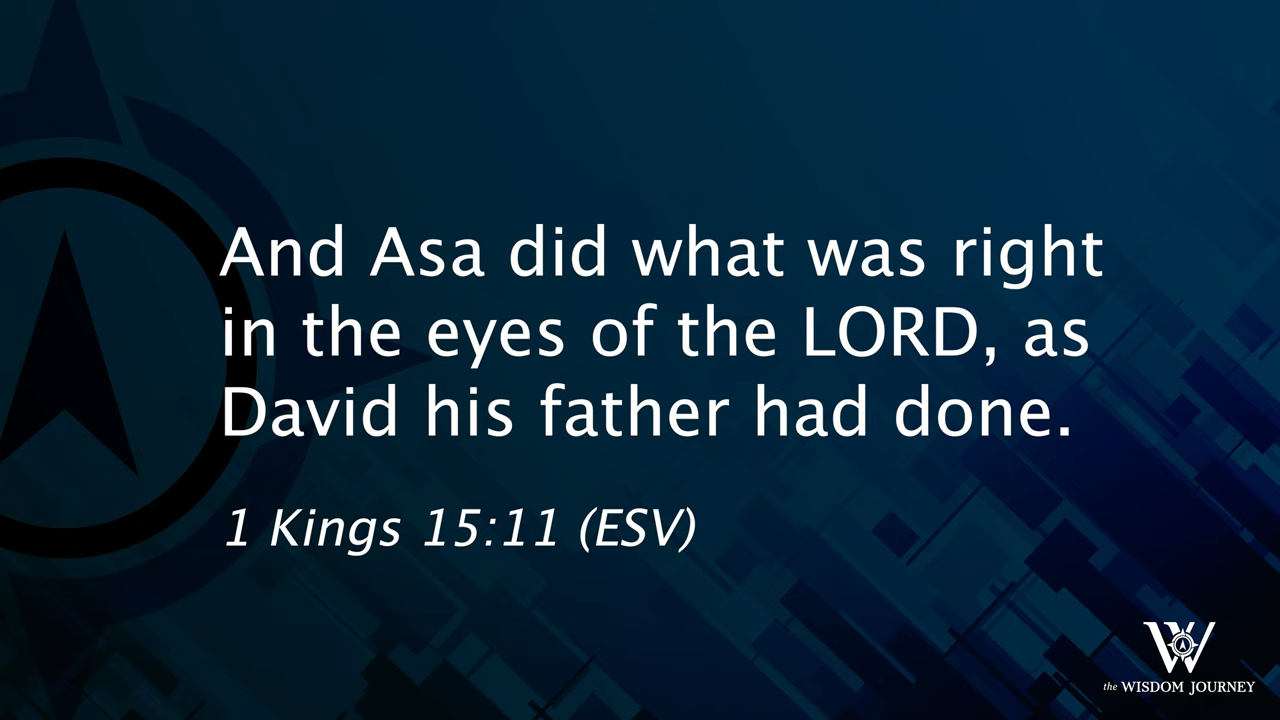 And Asa did what was right
in the eyes of the LORD, as
David his father had done.
1 Kings 15:11 (ESV)
W
the WISDOM JOURNEY